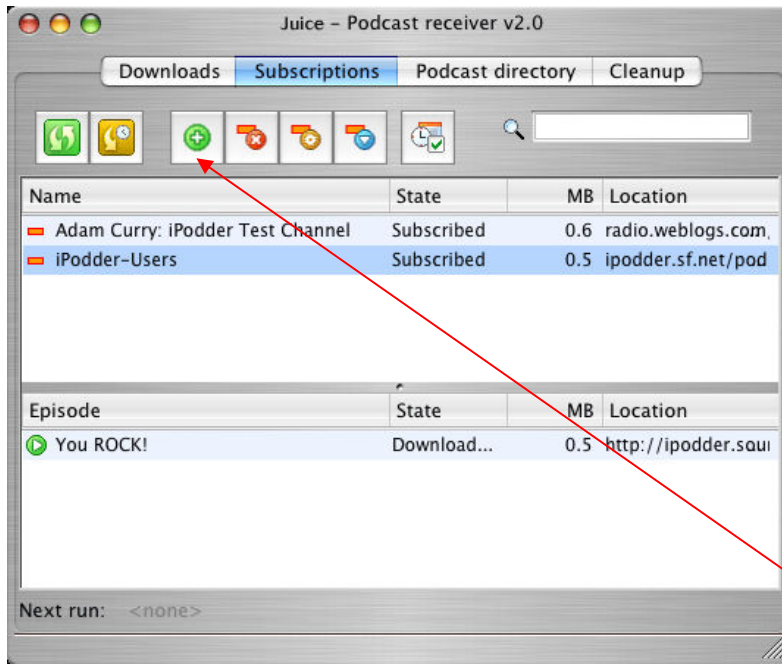 Juice – Podcast receiver v2.0
Downloads Subscriptions Podcast directory Cleanup
Name State MB Location
Adam Curry: iPodder Test Channel Subscribed 0.6 radio.weblogs.com,
iPodder-Users Subscribed 0.5 ipodder.sf.net/pod
Episode State MB Location
You ROCK! Download... 0.5 http://ipodder.sour
Next run: <none>